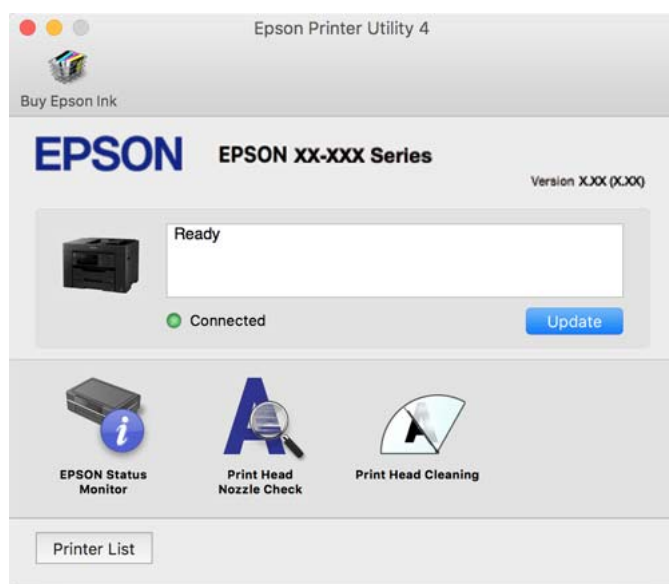 Epson Printer Utility 4
Buy Epson Ink
EPSON
EPSON XX-XXX Series
Version X.XX (X.XX)
Ready
Connected
Update
EPSON Status
Monitor
Print Head
Nozzle Check
Print Head Cleaning
Printer List